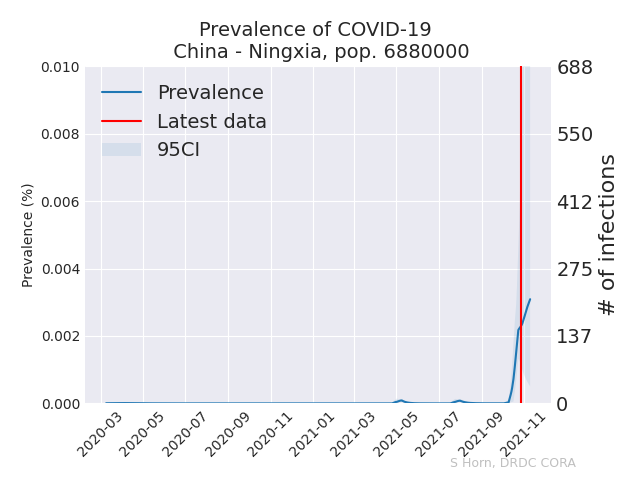 Prevalence of COVID-19
China - Ningxia, pop. 6880000
0.010
0.008
0.006
0.004
0.002
0.000
Prevalence (%)
Prevalence
Latest data
95CI
688
550
412
275
137
0
# of infections
2020-03
2020-05
2020-07
2020-09
2020-11
2021-01
2021-03
2021-05
2021-07
2021-09
2021-11
S Horn, DRDC CORA